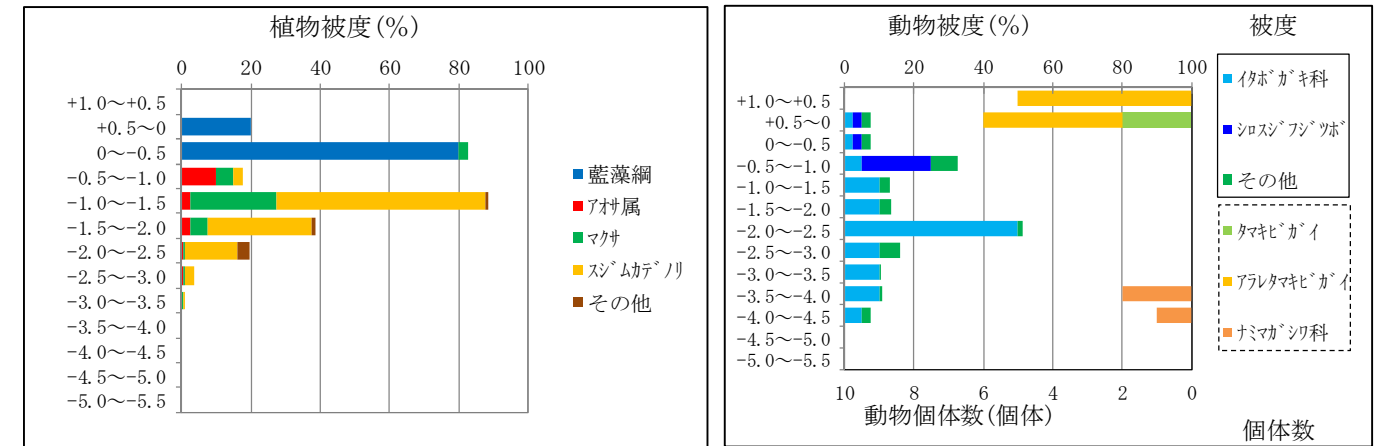 植物被度(%)
0 20 40 60 80 100
+1.0～+0.5
+0.5～0
0～-0.5
-0.5～-1.0
-1.0～-1.5
-1.5～-2.0
-2.0～-2.5
-2.5～-3.0
-3.0～-3.5
-3.5～-4.0
-4.0～-4.5
-4.5～-5.0
-5.0～-5.5
藍藻綱
ｱｵｻ属
ﾏｸｻ
ｽｼﾞﾑｶﾃﾞﾉﾘ
その他
動物被度(%)
0 20 40 60 80 100
+1.0～+0.5
+0.5～0
0～-0.5
-0.5～-1.0
-1.0～-1.5
-1.5～-2.0
-2.0～-2.5
-2.5～-3.0
-3.0～-3.5
-3.5～-4.0
-4.0～-4.5
-4.5～-5.0
-5.0～-5.5
10 8 6 4 2 0
動物個体数(個体)
被度
ｲﾀﾎﾞｶﾞｷ科
ｼﾛｽｼﾞﾌｼﾞﾂﾎﾞ
その他
ﾀﾏｷﾋﾞｶﾞｲ
ｱﾗﾚﾀﾏｷﾋﾞｶﾞｲ
ﾅﾐﾏｶﾞｼﾜ科
個体数